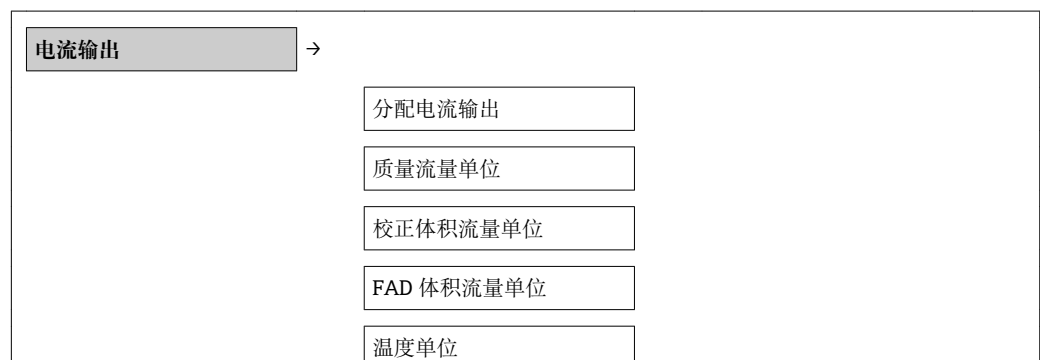 电流输出 →
分配电流输出
质量流量单位
校正体积流量单位
FAD 体积流量单位
温度单位